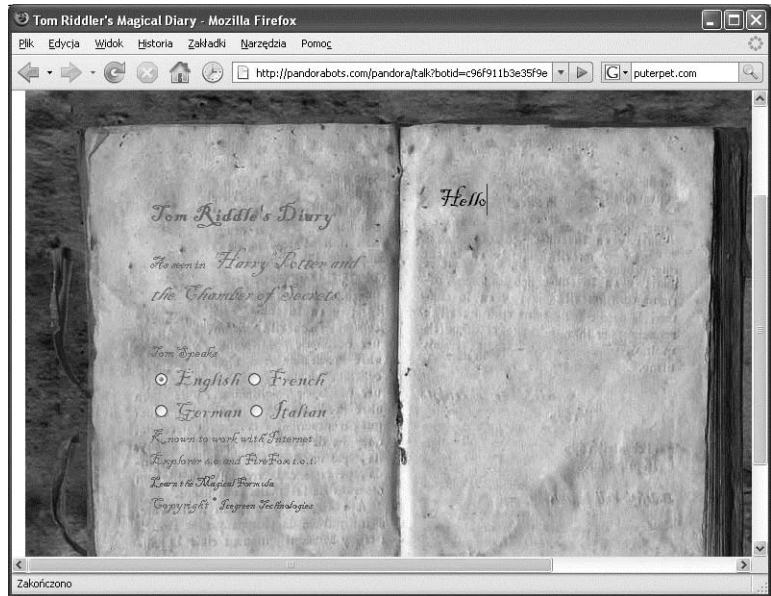 Tom Riddler's Magical Diary - Mozilla Firefox
Plik Edycja Widok Historia Zakładki Narzędzia Pomoc
http://pandorabots.com/pandora/talk?botid=c96f911b3e35f9e G puterpet.com
Hello
Tom Riddle's Diary
As seen in Harry Potter and
the Chamber of Secrets
Tom Speaks
English French
German Italian
Known to work with Internet
Explorer 6.0 and FireFox 1.0.1.
Learn the Magical Formula
Copyright © Icegreen Technologies
Zakończono